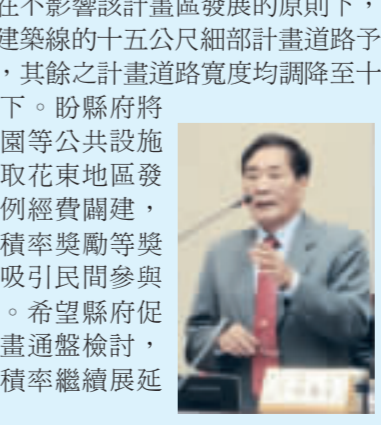 在不影響該計畫區發展的原則下，
建築線的十五公尺細部計畫道路予
，其餘之計畫道路寬度均調降至十
下。盼縣府將
園等公共設施
取花東地區發
例經費闢建，
積率獎勵等獎
吸引民間參與
。希望縣府促
畫通盤檢討，
積率繼續展延